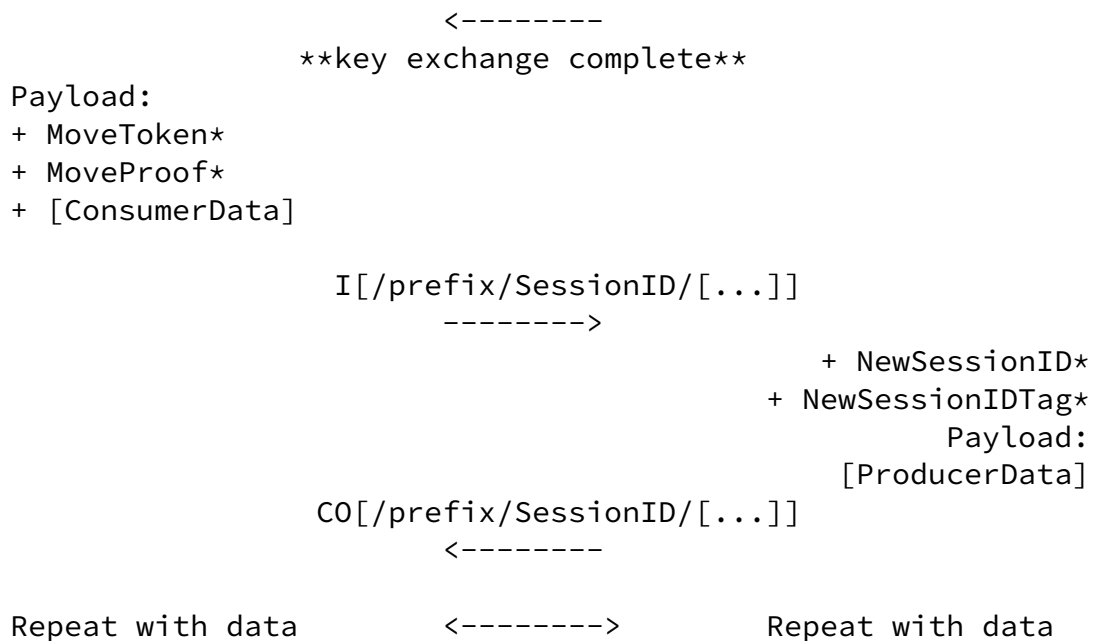 <--------
**key exchange complete**
Payload:
+ MoveToken*
+ MoveProof*
+ [ConsumerData]
I[/prefix/SessionID/[...]]
-------->
+ NewSessionID*
+ NewSessionIDTag*
Payload:
[ProducerData]
CO[/prefix/SessionID/[...]]
<--------
Repeat with data <--------> Repeat with data